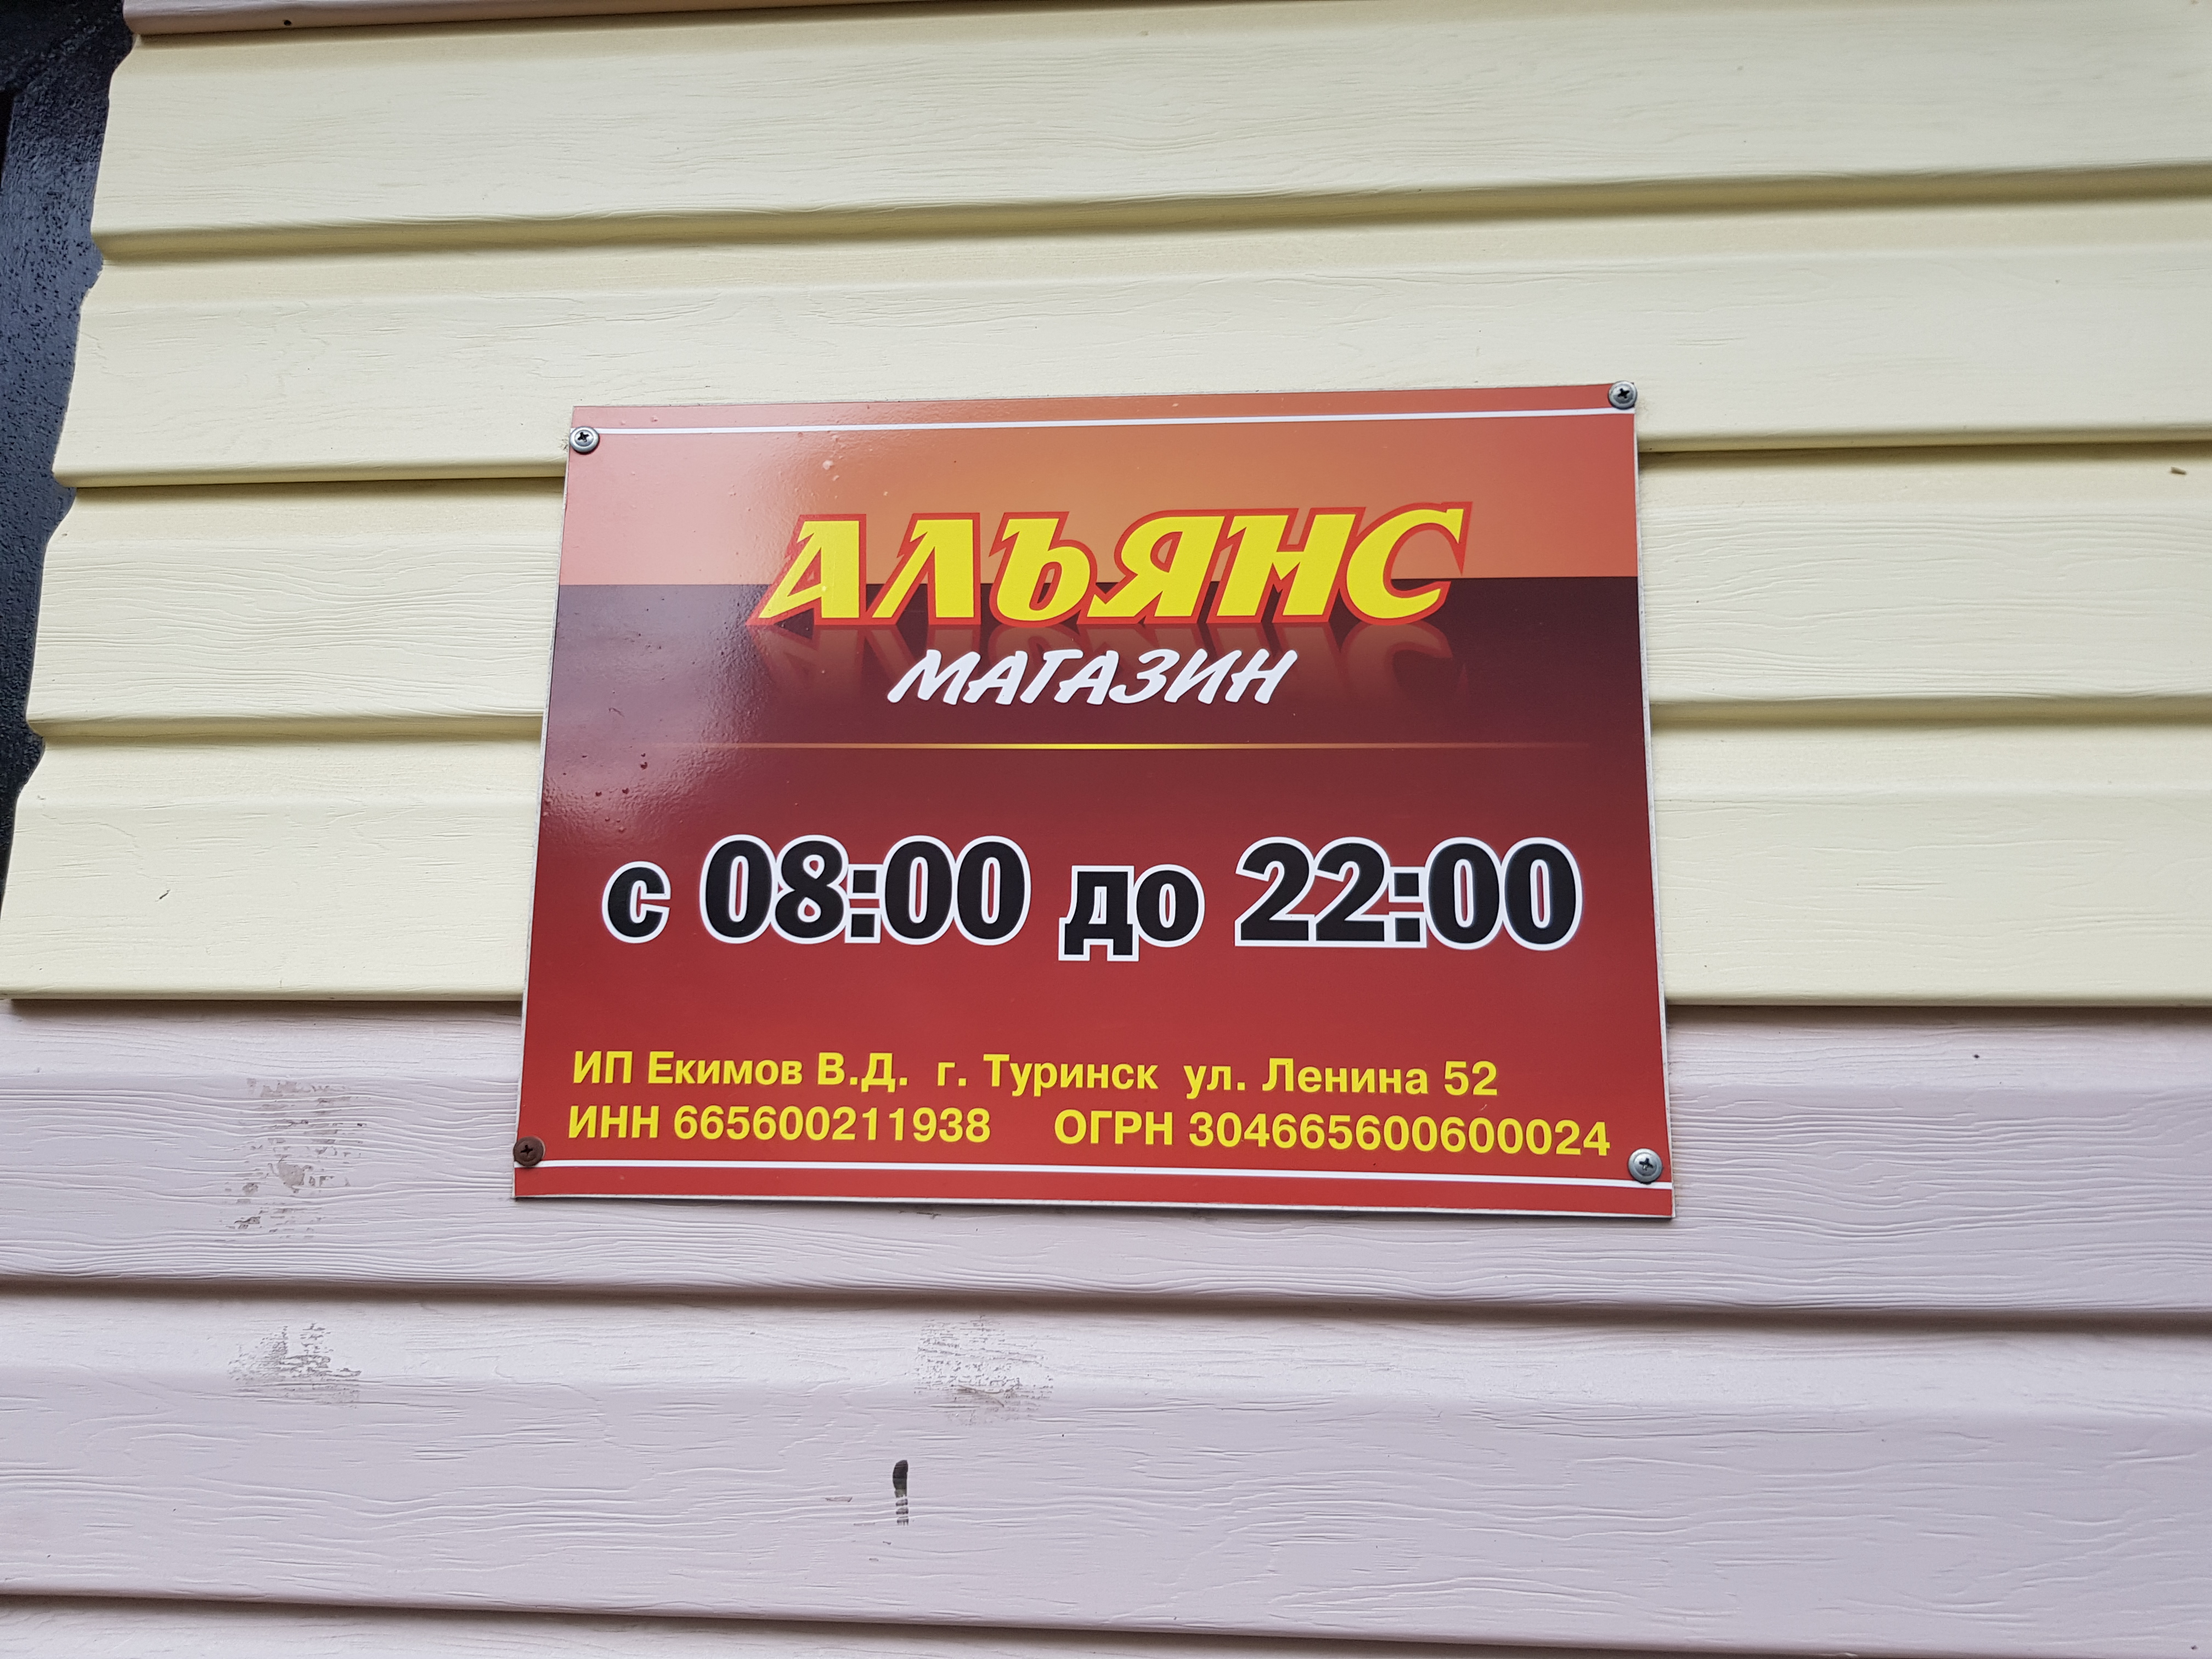 АЛЬЯНС
МАГАЗИН
с 08:00 до 22:00
ИП Екимов В.Д. г. Туринск ул. Ленина 52
ИНН 665600211938 ОГРН 304665600600024